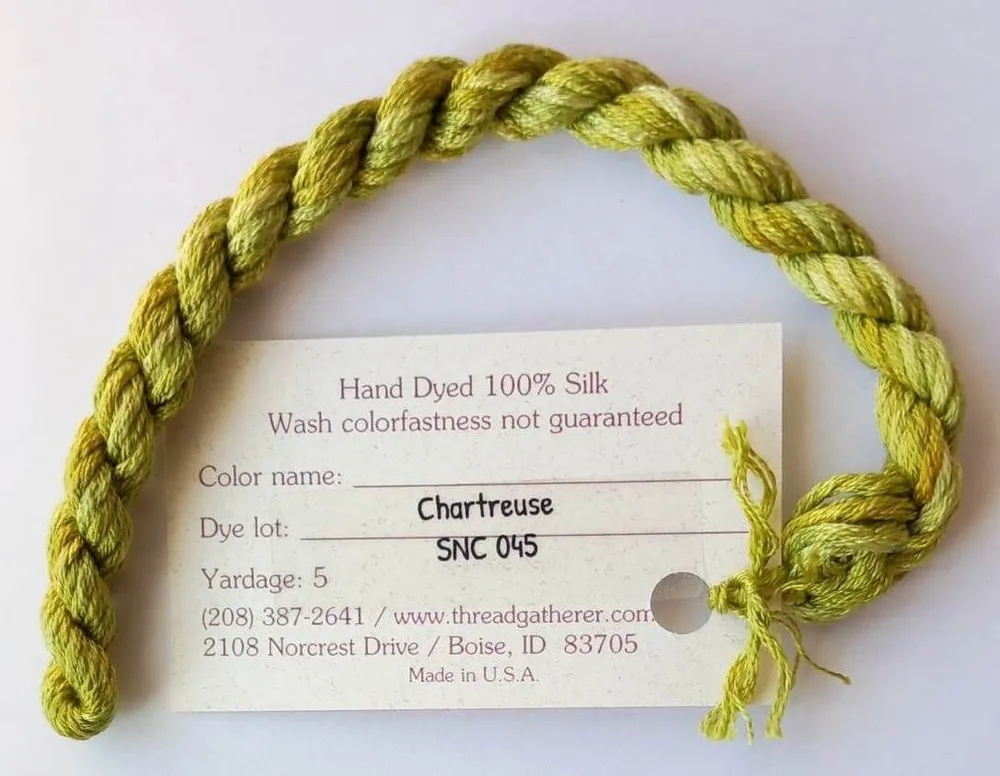 Hand Dyed 100% Silk
Wash colorfastness not guaranteed
Color name:
Chartreuse
Dye lot:
SNC 045
Yardage: 5
(208) 387-2641 / www.threadgatherer.com
2108 Norcrest Drive / Boise, ID 83705
Made in U.S.A.